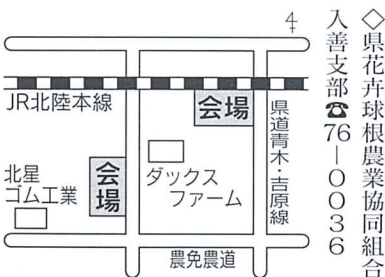 ◇県花卉球根農業協同組合
入善支部☎76―0036
4
JR北陸本線
会場
県道青木・吉原線
北星
ゴム工業
会場
ダックス
ファーム
農免農道